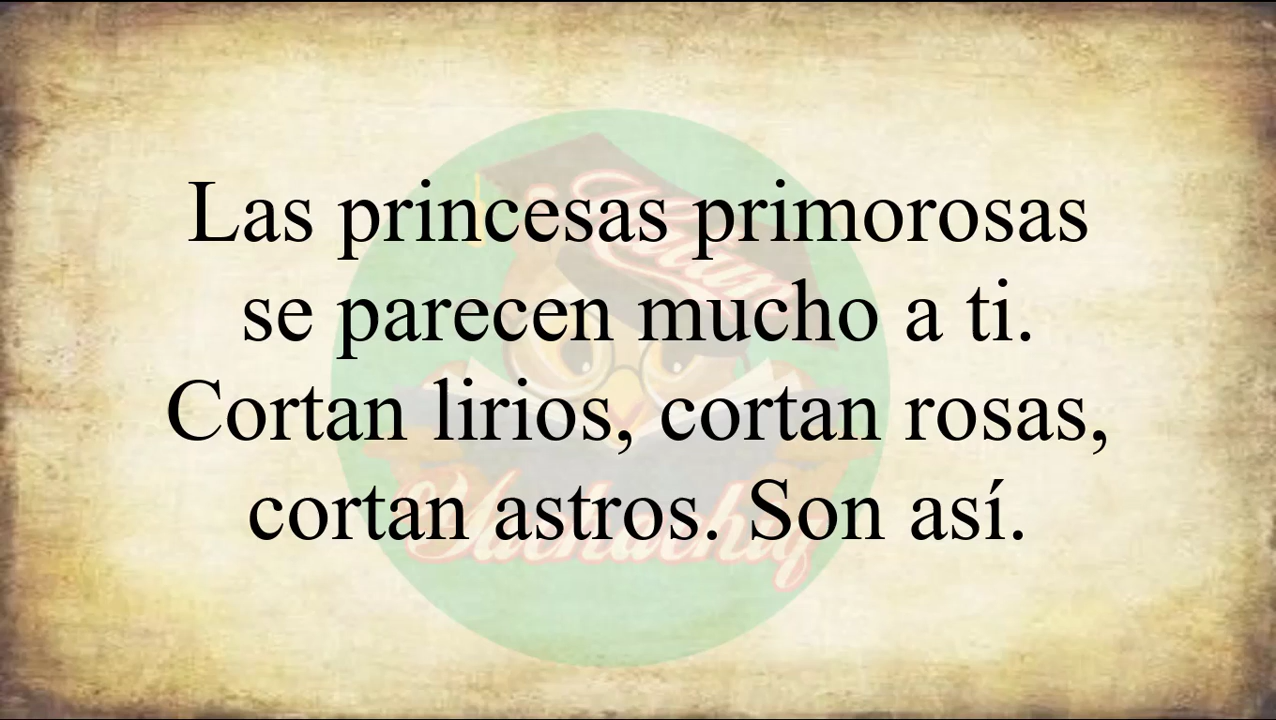 Las princesas primorosas
se parecen mucho a ti.
Cortan lirios, cortan rosas,
cortan astros. Son así.